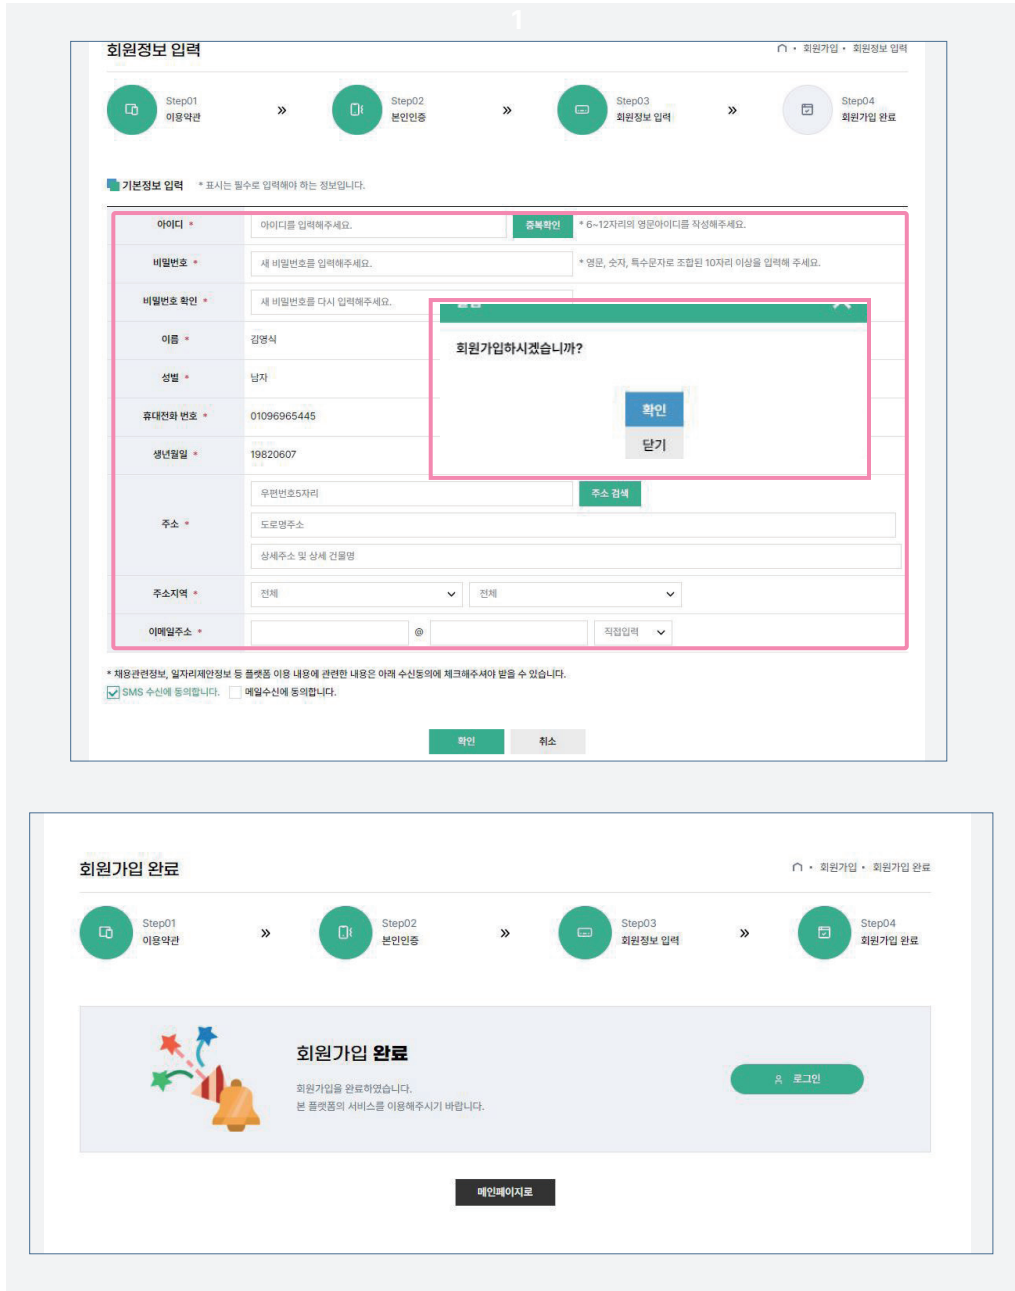 1
회원정보 입력
회원가입 • 회원정보 입력
Step01
이용약관
»
Step02
본인인증
»
Step03
회원정보 입력
»
Step04
회원가입 완료
기본정보 입력 * 표시는 필수로 입력해야 하는 정보입니다.
아이디 * 아이디를 입력해주세요. 중복확인 * 6~12자리의 영문아이디를 작성해주세요.
비밀번호 * 새 비밀번호를 입력해주세요. * 영문, 숫자, 특수문자로 조합된 10자리 이상을 입력해 주세요.
비밀번호 확인 * 새 비밀번호를 다시 입력해주세요.
이름 * 김영식
성별 * 남자
휴대전화 번호 * 01096965445
생년월일 * 19820607
회원가입하시겠습니까?
확인
닫기
우편번호5자리 주소 검색
주소 * 도로명주소
상세주소 및 상세 건물명
주소지역 * 전체 전체
이메일주소 * @ 직접입력
* 채용관련정보, 일자리제안정보 등 플랫폼 이용 내용에 관련한 내용은 아래 수신동의에 체크해주셔야 받을 수 있습니다.
SMS 수신에 동의합니다. 메일수신에 동의합니다.
확인 취소
회원가입 완료
회원가입 • 회원가입 완료
Step01
이용약관
»
Step02
본인인증
»
Step03
회원정보 입력
»
Step04
회원가입 완료
회원가입 완료
회원가입을 완료하였습니다.
본 플랫폼의 서비스를 이용해주시기 바랍니다.
로그인
메인페이지로